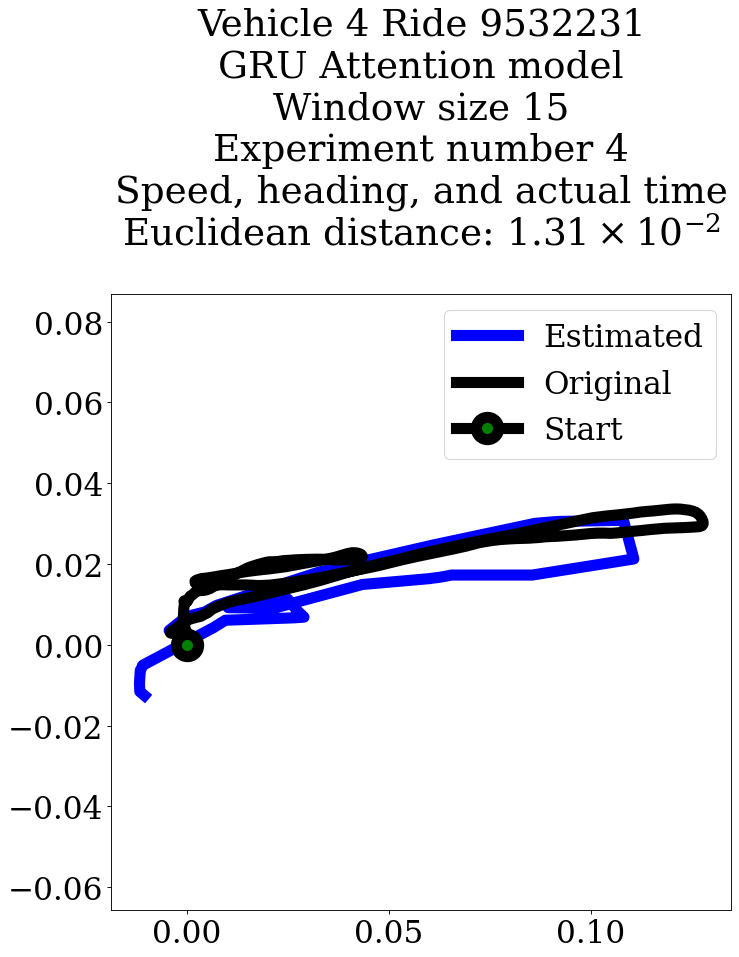 Vehicle 4 Ride 9532231
GRU Attention model
Window size 15
Experiment number 4
Speed, heading, and actual time
Euclidean distance: 1.31 × 10⁻²
Estimated
Original
Start
0.08
0.06
0.04
0.02
0.00
−0.02
−0.04
−0.06
0.00 0.05 0.10